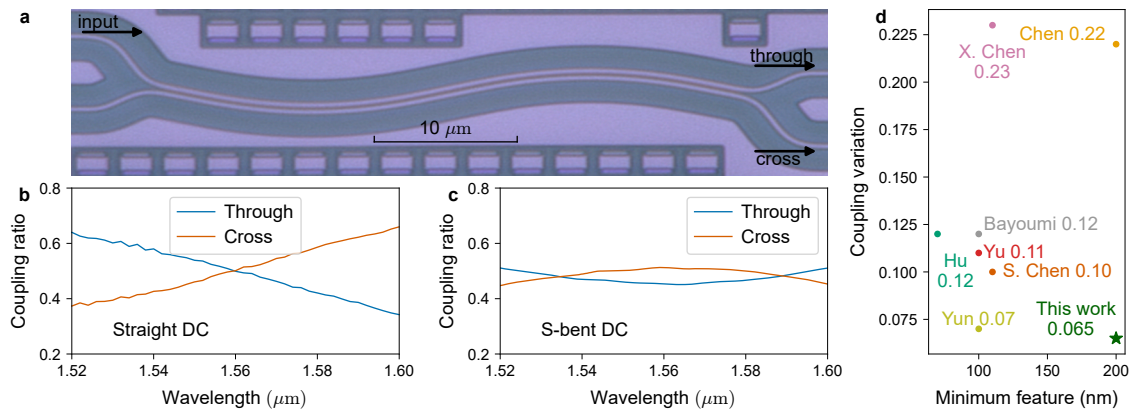 a
input
through
10 μm
cross
b
0.8
0.6
0.4
0.2
Coupling ratio
Through
Cross
Straight DC
1.52
1.54
1.56
1.58
1.60
Wavelength (μm)
c
0.8
0.6
0.4
0.2
Coupling ratio
Through
Cross
S-bent DC
1.52
1.54
1.56
1.58
1.60
Wavelength (μm)
d
Coupling variation
0.225
0.200
0.175
0.150
0.125
0.100
0.075
Chen 0.22
X. Chen
0.23
Bayoumi 0.12
Yu 0.11
Hu
0.12
S. Chen 0.10
Yun 0.07
This work
0.065
100
150
200
Minimum feature (nm)